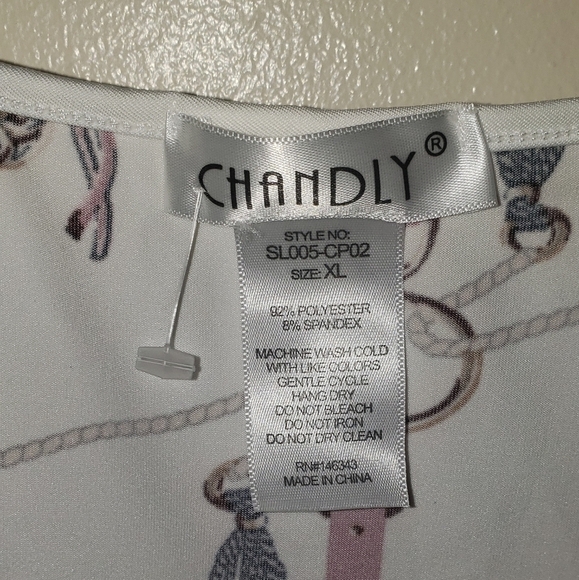 CHANDLY®
STYLE NO:
SL005-CP02
SIZE: XL
92% POLYESTER
8% SPANDEX
MACHINE WASH COLD
WITH LIKE COLORS
GENTLE CYCLE
HANG DRY
DO NOT BLEACH
DO NOT IRON
DO NOT DRY CLEAN
RN#146343
MADE IN CHINA